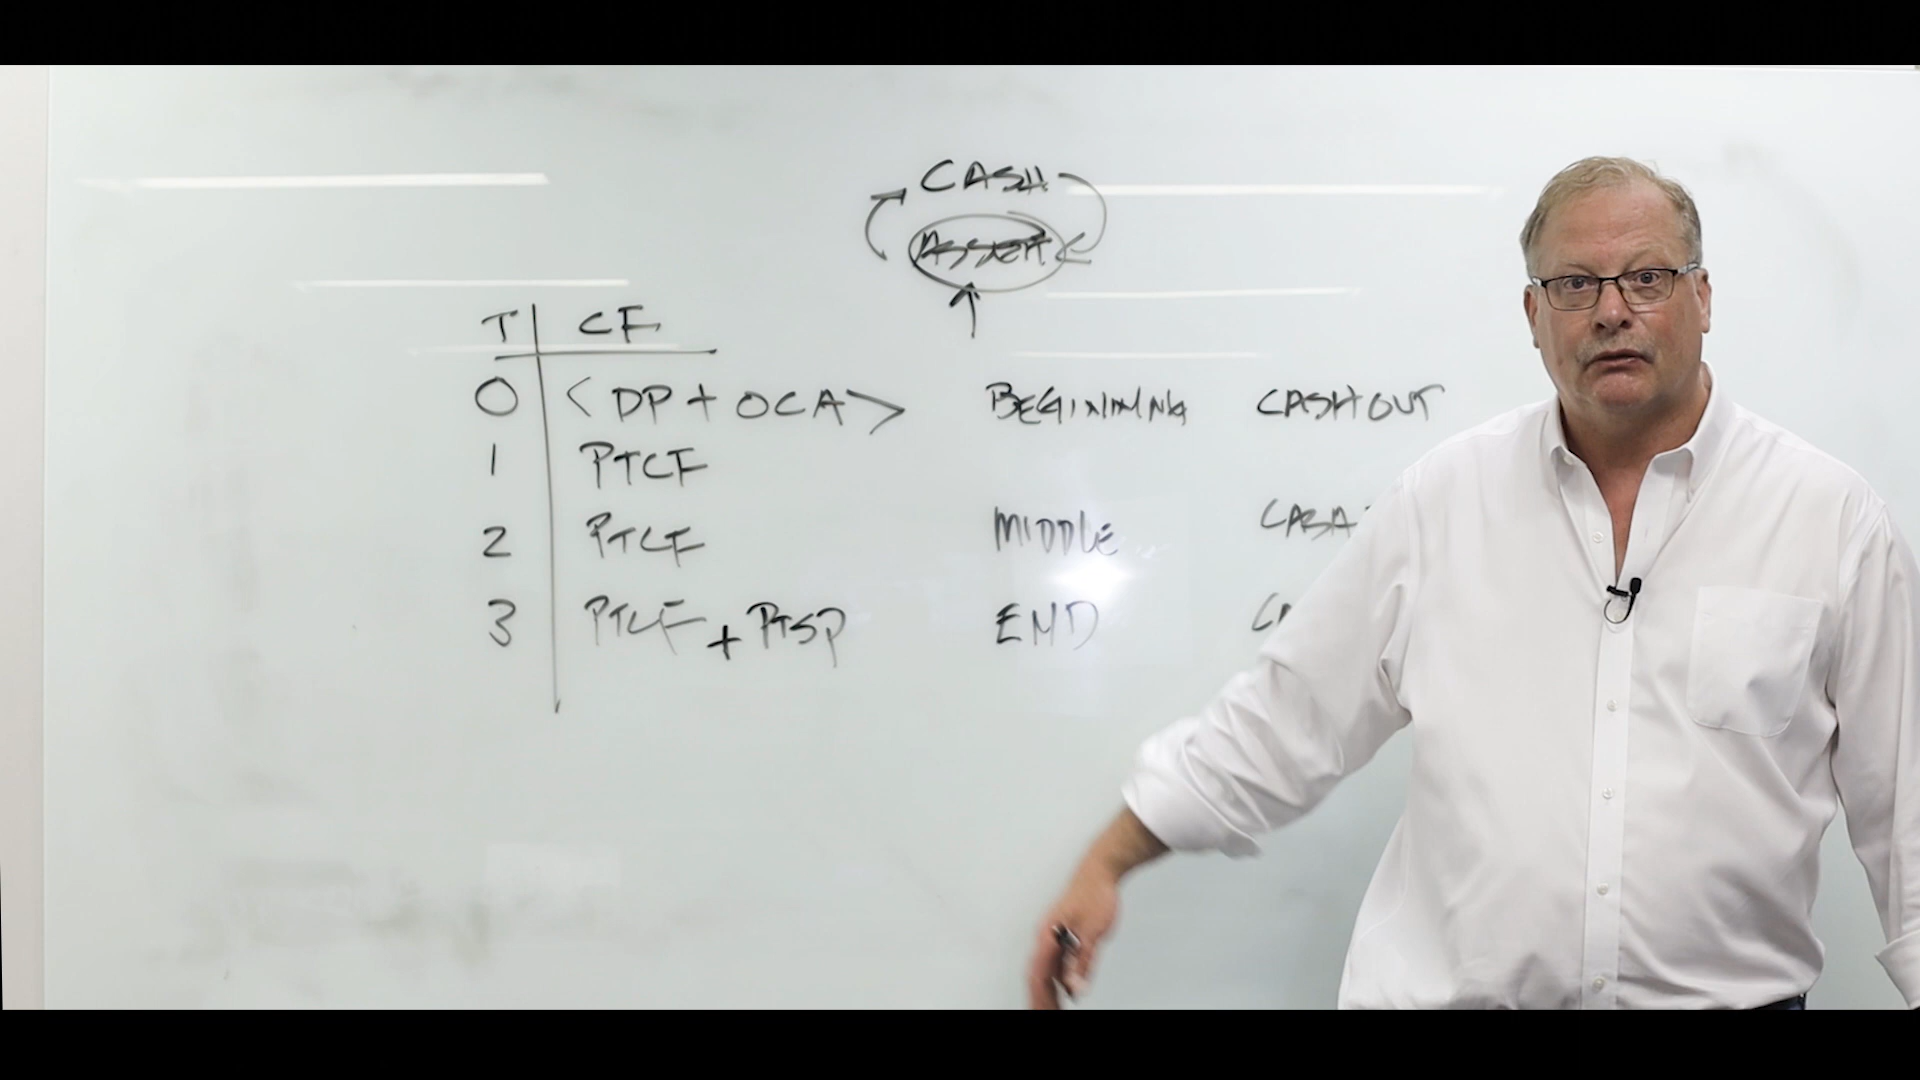 CASH
ASSET
T CF
0 <DP + OCA> BEGINNING CASH OUT
1 PTCF
2 PTCF MIDDLE
3 PTCF + PTSP END